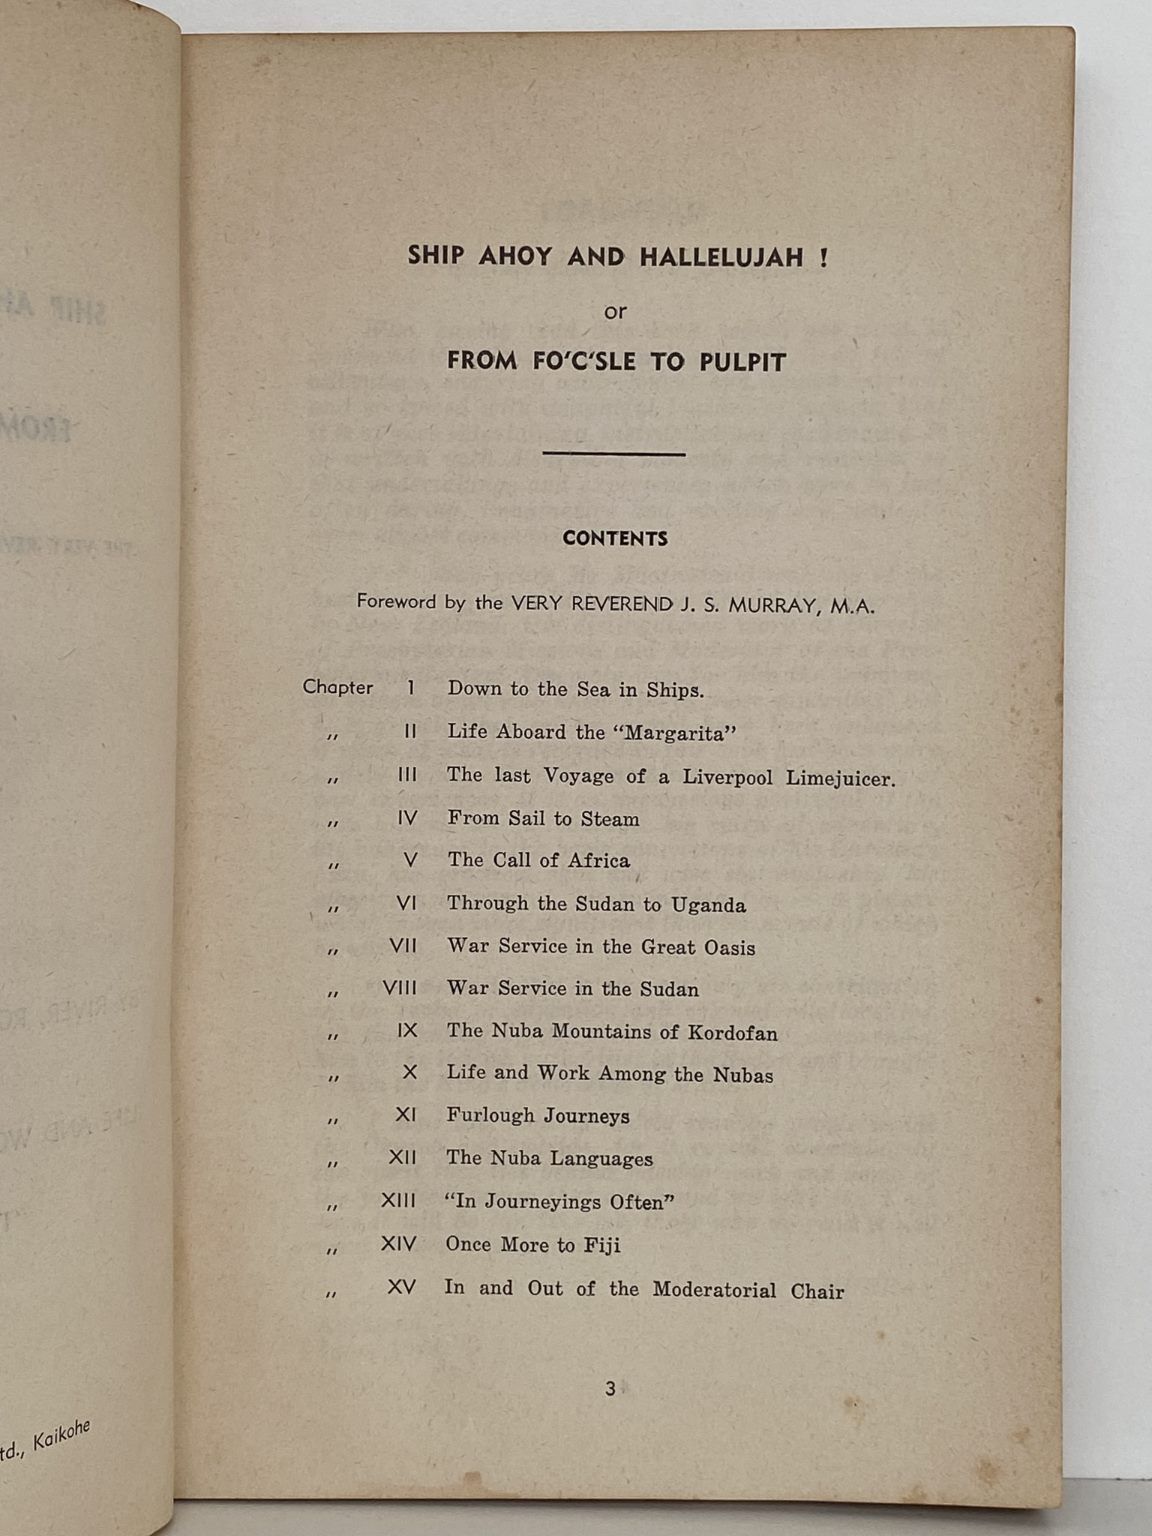 SHIP AHOY AND HALLELUJAH !
or
FROM FO'C'SLE TO PULPIT
CONTENTS
Foreword by the VERY REVEREND J. S. MURRAY, M.A.
Chapter 1 Down to the Sea in Ships.
,, II Life Aboard the "Margarita"
,, III The last Voyage of a Liverpool Limejuicer.
,, IV From Sail to Steam
,, V The Call of Africa
,, VI Through the Sudan to Uganda
,, VII War Service in the Great Oasis
,, VIII War Service in the Sudan
,, IX The Nuba Mountains of Kordofan
,, X Life and Work Among the Nubas
,, XI Furlough Journeys
,, XII The Nuba Languages
,, XIII "In Journeyings Often"
,, XIV Once More to Fiji
,, XV In and Out of the Moderatorial Chair
3
td., Kaikohe